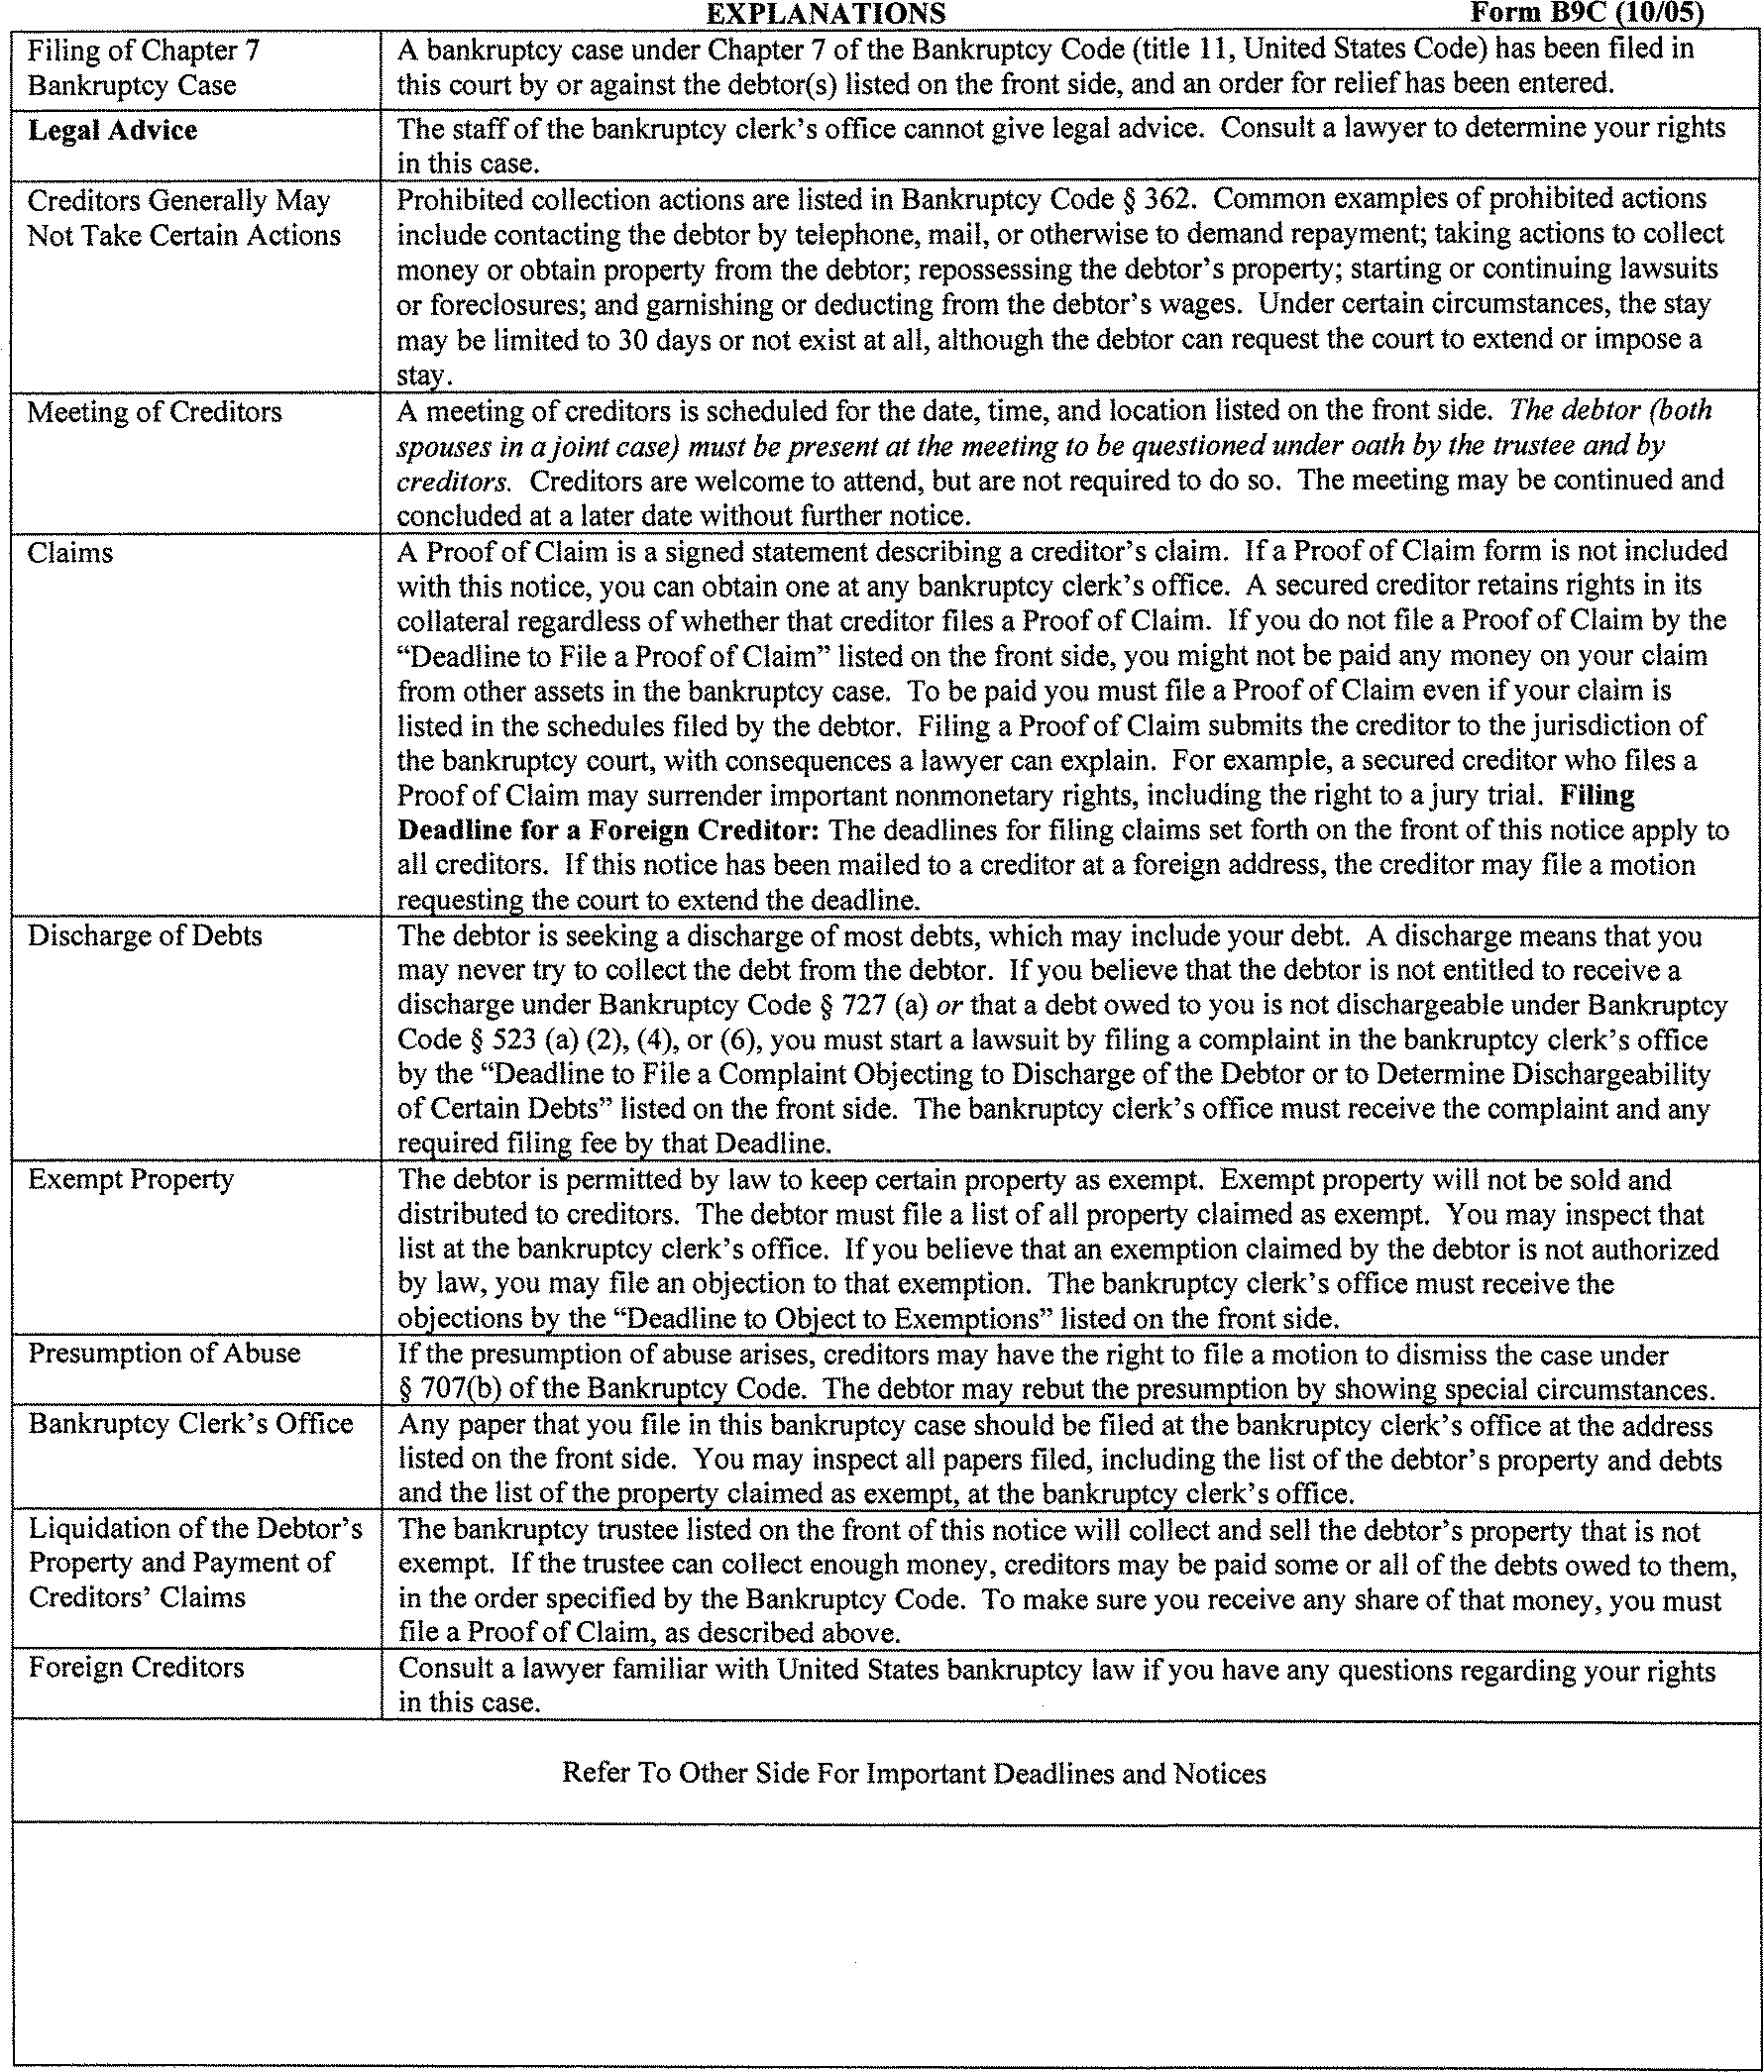 EXPLANATIONS Form B9C (10/05)
Filing of Chapter 7
Bankruptcy Case
A bankruptcy case under Chapter 7 of the Bankruptcy Code (title 11, United States Code) has been filed in
this court by or against the debtor(s) listed on the front side, and an order for relief has been entered.
Legal Advice
The staff of the bankruptcy clerk's office cannot give legal advice. Consult a lawyer to determine your rights
in this case.
Creditors Generally May
Not Take Certain Actions
Prohibited collection actions are listed in Bankruptcy Code § 362. Common examples of prohibited actions
include contacting the debtor by telephone, mail, or otherwise to demand repayment; taking actions to collect
money or obtain property from the debtor; repossessing the debtor's property; starting or continuing lawsuits
or foreclosures; and garnishing or deducting from the debtor's wages. Under certain circumstances, the stay
may be limited to 30 days or not exist at all, although the debtor can request the court to extend or impose a
stay.
Meeting of Creditors
A meeting of creditors is scheduled for the date, time, and location listed on the front side. The debtor (both
spouses in a joint case) must be present at the meeting to be questioned under oath by the trustee and by
creditors. Creditors are welcome to attend, but are not required to do so. The meeting may be continued and
concluded at a later date without further notice.
Claims
A Proof of Claim is a signed statement describing a creditor's claim. If a Proof of Claim form is not included
with this notice, you can obtain one at any bankruptcy clerk's office. A secured creditor retains rights in its
collateral regardless of whether that creditor files a Proof of Claim. If you do not file a Proof of Claim by the
"Deadline to File a Proof of Claim" listed on the front side, you might not be paid any money on your claim
from other assets in the bankruptcy case. To be paid you must file a Proof of Claim even if your claim is
listed in the schedules filed by the debtor. Filing a Proof of Claim submits the creditor to the jurisdiction of
the bankruptcy court, with consequences a lawyer can explain. For example, a secured creditor who files a
Proof of Claim may surrender important nonmonetary rights, including the right to a jury trial. Filing
Deadline for a Foreign Creditor: The deadlines for filing claims set forth on the front of this notice apply to
all creditors. If this notice has been mailed to a creditor at a foreign address, the creditor may file a motion
requesting the court to extend the deadline.
Discharge of Debts
The debtor is seeking a discharge of most debts, which may include your debt. A discharge means that you
may never try to collect the debt from the debtor. If you believe that the debtor is not entitled to receive a
discharge under Bankruptcy Code § 727 (a) or that a debt owed to you is not dischargeable under Bankruptcy
Code § 523 (a) (2), (4), or (6), you must start a lawsuit by filing a complaint in the bankruptcy clerk's office
by the "Deadline to File a Complaint Objecting to Discharge of the Debtor or to Determine Dischargeability
of Certain Debts" listed on the front side. The bankruptcy clerk's office must receive the complaint and any
required filing fee by that Deadline.
Exempt Property
The debtor is permitted by law to keep certain property as exempt. Exempt property will not be sold and
distributed to creditors. The debtor must file a list of all property claimed as exempt. You may inspect that
list at the bankruptcy clerk's office. If you believe that an exemption claimed by the debtor is not authorized
by law, you may file an objection to that exemption. The bankruptcy clerk's office must receive the
objections by the "Deadline to Object to Exemptions" listed on the front side.
Presumption of Abuse
If the presumption of abuse arises, creditors may have the right to file a motion to dismiss the case under
§ 707(b) of the Bankruptcy Code. The debtor may rebut the presumption by showing special circumstances.
Bankruptcy Clerk's Office
Any paper that you file in this bankruptcy case should be filed at the bankruptcy clerk's office at the address
listed on the front side. You may inspect all papers filed, including the list of the debtor's property and debts
and the list of the property claimed as exempt, at the bankruptcy clerk's office.
Liquidation of the Debtor's
Property and Payment of
Creditors' Claims
The bankruptcy trustee listed on the front of this notice will collect and sell the debtor's property that is not
exempt. If the trustee can collect enough money, creditors may be paid some or all of the debts owed to them,
in the order specified by the Bankruptcy Code. To make sure you receive any share of that money, you must
file a Proof of Claim, as described above.
Foreign Creditors
Consult a lawyer familiar with United States bankruptcy law if you have any questions regarding your rights
in this case.
Refer To Other Side For Important Deadlines and Notices